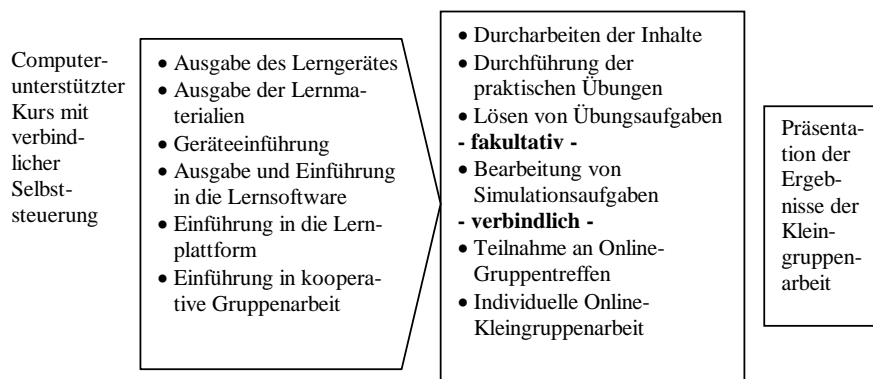 Computer-
unterstützter
Kurs mit
verbind-
licher
Selbst-
steuerung
• Ausgabe des Lerngerätes
• Ausgabe der Lernma-
terialien
• Geräteeinführung
• Ausgabe und Einführung
in die Lernsoftware
• Einführung in die Lern-
plattform
• Einführung in koopera-
tive Gruppenarbeit
• Durcharbeiten der Inhalte
• Durchführung der
praktischen Übungen
• Lösen von Übungsaufgaben
- fakultativ -
• Bearbeitung von
Simulationsaufgaben
- verbindlich -
• Teilnahme an Online-
Gruppentreffen
• Individuelle Online-
Kleingruppenarbeit
Präsenta-
tion der
Ergeb-
nisse der
Klein-
gruppen-
arbeit